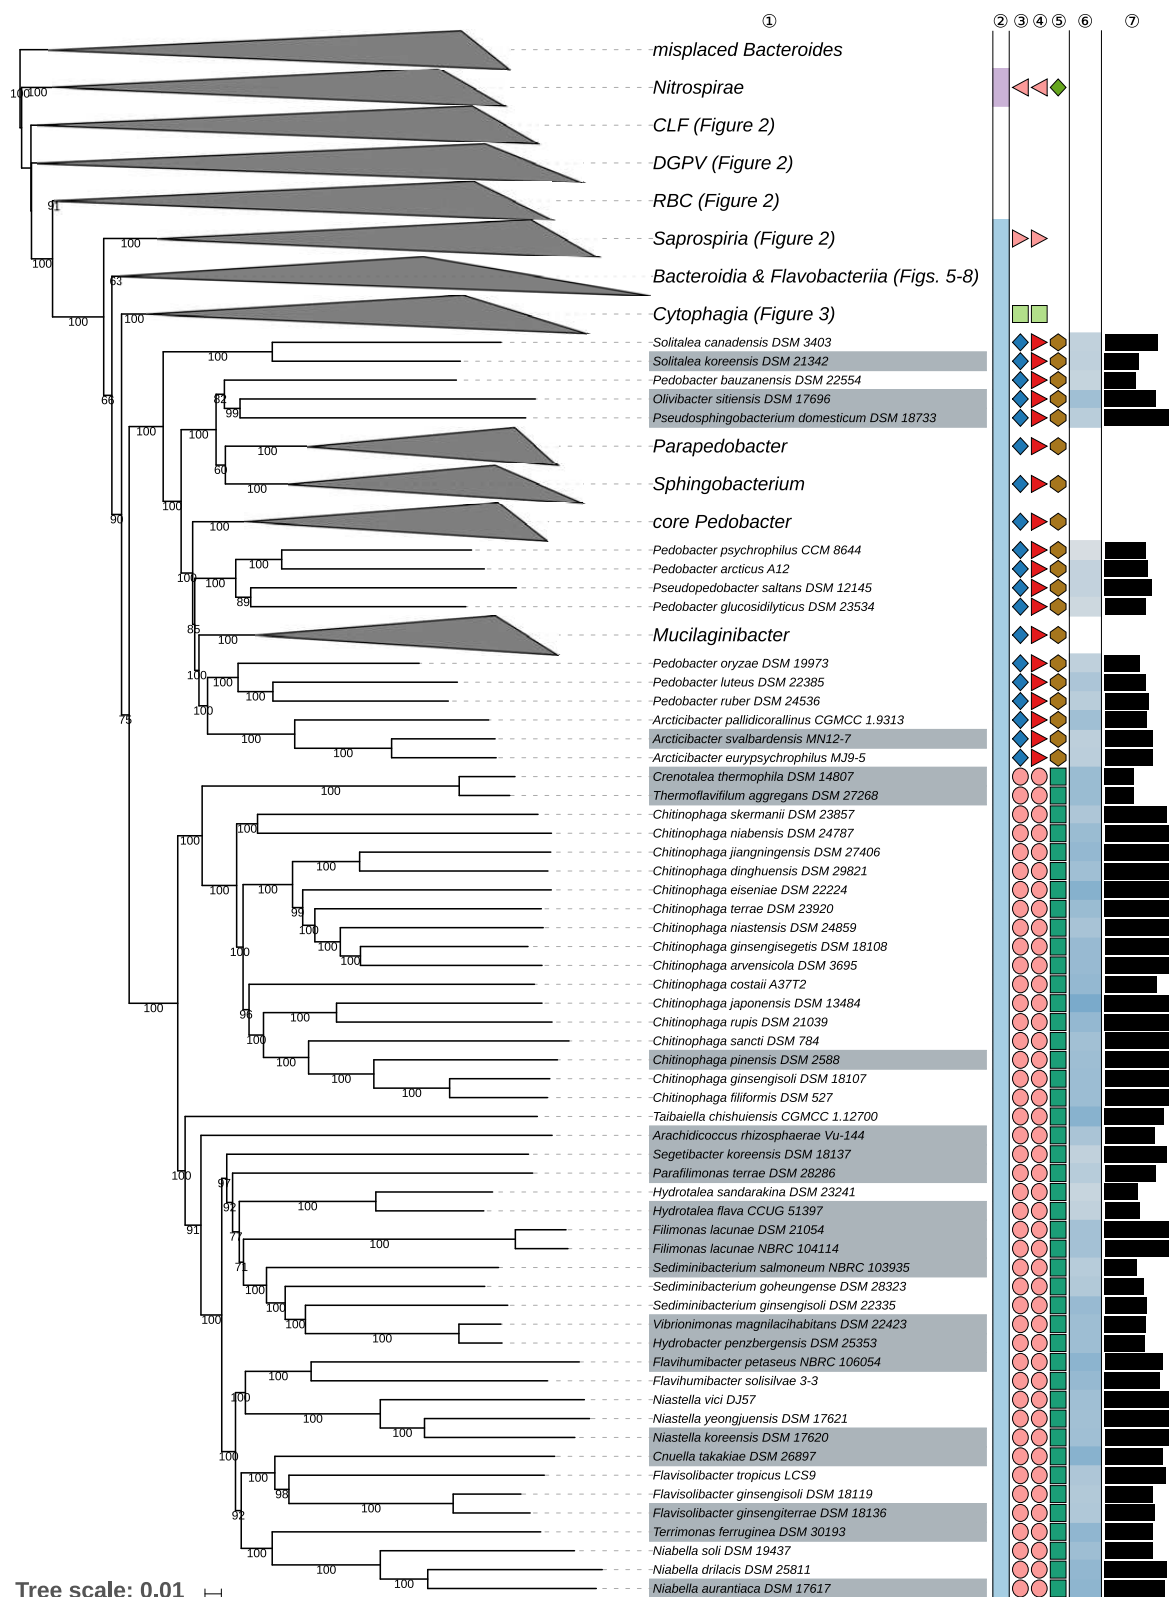 ① ② ③ ④ ⑤ ⑥ ⑦
misplaced Bacteroides
100 100 Nitrospirae
CLF (Figure 2)
DGPV (Figure 2)
91 RBC (Figure 2)
100 Saprospiria (Figure 2)
100
63 Bacteroidia & Flavobacteriia (Figs. 5-8)
100 100 Cytophagia (Figure 3)
Solitalea canadensis DSM 3403
100 Solitalea koreensis DSM 21342
Pedobacter bauzanensis DSM 22554
66 82 Olivibacter sitiensis DSM 17696
99 Pseudosphingobacterium domesticum DSM 18733
100 100
100 Parapedobacter
60
100 Sphingobacterium
100
90 100 core Pedobacter
Pedobacter psychrophilus CCM 8644
100 Pedobacter arcticus A12
100 100 Pseudopedobacter saltans DSM 12145
89 Pedobacter glucosidilyticus DSM 23534
85 100 Mucilaginibacter
Pedobacter oryzae DSM 19973
100 100 Pedobacter luteus DSM 22385
100 Pedobacter ruber DSM 24536
100
75 Arcticibacter pallidicorallinus CGMCC 1.9313
100 Arcticibacter svalbardensis MN12-7
100 Arcticibacter eurypsychrophilus MJ9-5
Crenotalea thermophila DSM 14807
100 Thermoflavifilum aggregans DSM 27268
Chitinophaga skermanii DSM 23857
100 Chitinophaga niabensis DSM 24787
100 Chitinophaga jiangningensis DSM 27406
100 Chitinophaga dinghuensis DSM 29821
100 100 Chitinophaga eiseniae DSM 22224
99 Chitinophaga terrae DSM 23920
100 Chitinophaga niastensis DSM 24859
100 100 Chitinophaga ginsengisegetis DSM 18108
100 Chitinophaga arvensicola DSM 3695
Chitinophaga costaii A37T2
100 Chitinophaga japonensis DSM 13484
96 100 Chitinophaga rupis DSM 21039
100 Chitinophaga sancti DSM 784
100 Chitinophaga pinensis DSM 2588
100 Chitinophaga ginsengisoli DSM 18107
100 Chitinophaga filiformis DSM 527
Taibaiella chishuiensis CGMCC 1.12700
Arachidicoccus rhizosphaerae Vu-144
Segetibacter koreensis DSM 18137
100 97 Parafilimonas terrae DSM 28286
Hydrotalea sandarakina DSM 23241
92 100 Hydrotalea flava CCUG 51397
91 77 Filimonas lacunae DSM 21054
100 Filimonas lacunae NBRC 104114
71 Sediminibacterium salmoneum NBRC 103935
100 Sediminibacterium goheungense DSM 28323
100 Sediminibacterium ginsengisoli DSM 22335
100 100 Vibrionimonas magnilacihabitans DSM 22423
100 Hydrobacter penzbergensis DSM 25353
Flavihumibacter petaseus NBRC 106054
100 Flavihumibacter solisilvae 3-3
100 Niastella vici DJ57
100 Niastella yeongjuensis DSM 17621
100 Niastella koreensis DSM 17620
100 Cnuella takakiae DSM 26897
100 Flavisolibacter tropicus LCS9
98 Flavisolibacter ginsengisoli DSM 18119
92 100 Flavisolibacter ginsengiterrae DSM 18136
Terrimonas ferruginea DSM 30193
100 Niabella soli DSM 19437
100 Niabella drilacis DSM 25811
100 Niabella aurantiaca DSM 17617
Tree scale: 0.01